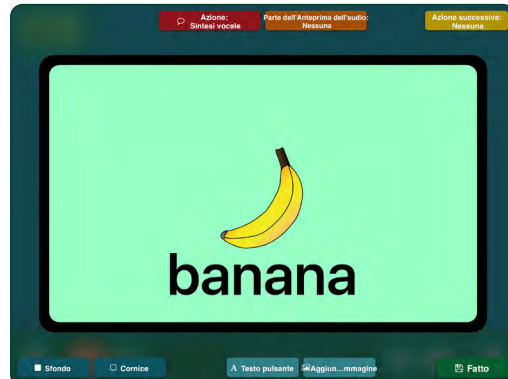 Azione:
Sintesi vocale
Parte dell'Anteprima dell'audio:
Nessuna
Azione successiva:
Nessuna
banana
Sfondo
Cornice
A Testo pulsante
Aggiun...mmagine
Fatto